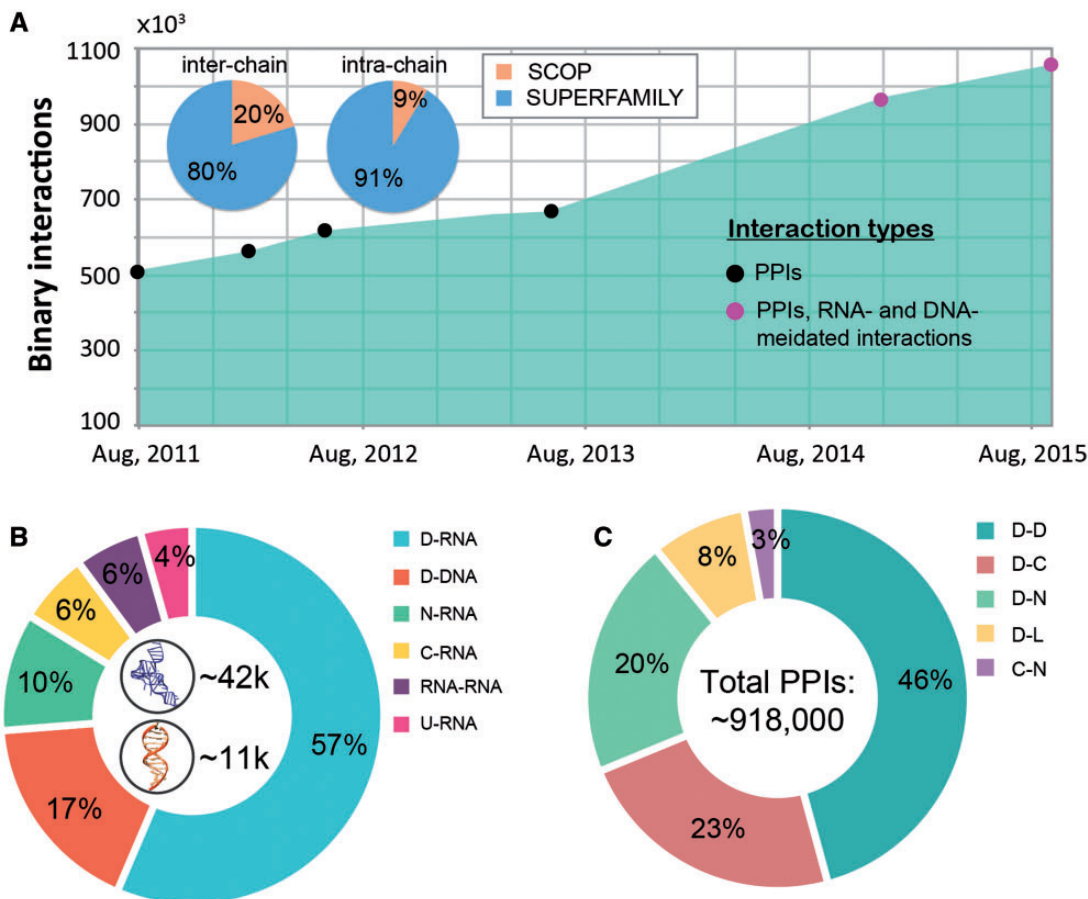 A
x10³
1100
900
700
500
300
100
Binary interactions
inter-chain
20%
80%
intra-chain
9%
91%
SCOP
SUPERFAMILY
Interaction types
PPIs
PPIs, RNA- and DNA-
meidated interactions
Aug, 2011
Aug, 2012
Aug, 2013
Aug, 2014
Aug, 2015
B
4%
6%
6%
10%
17%
57%
~42k
~11k
D-RNA
D-DNA
N-RNA
C-RNA
RNA-RNA
U-RNA
C
3%
8%
20%
23%
46%
Total PPIs:
~918,000
D-D
D-C
D-N
D-L
C-N